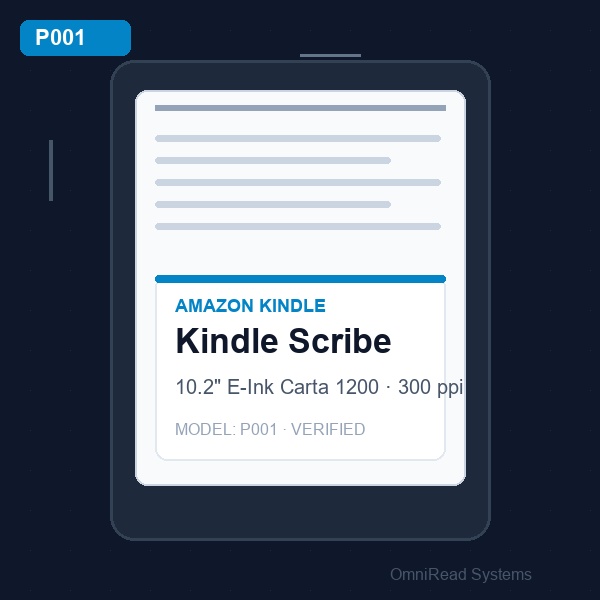 P001
AMAZON KINDLE
Kindle Scribe
10.2" E-Ink Carta 1200 · 300 ppi
MODEL: P001 · VERIFIED
OmniRead Systems